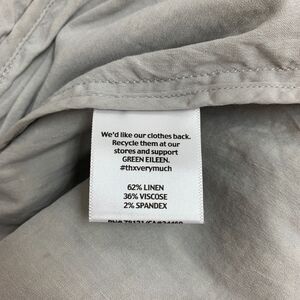 We'd like our clothes back.
Recycle them at our
stores and support
GREEN EILEEN.
#thxverymuch
62% LINEN
36% VISCOSE
2% SPANDEX